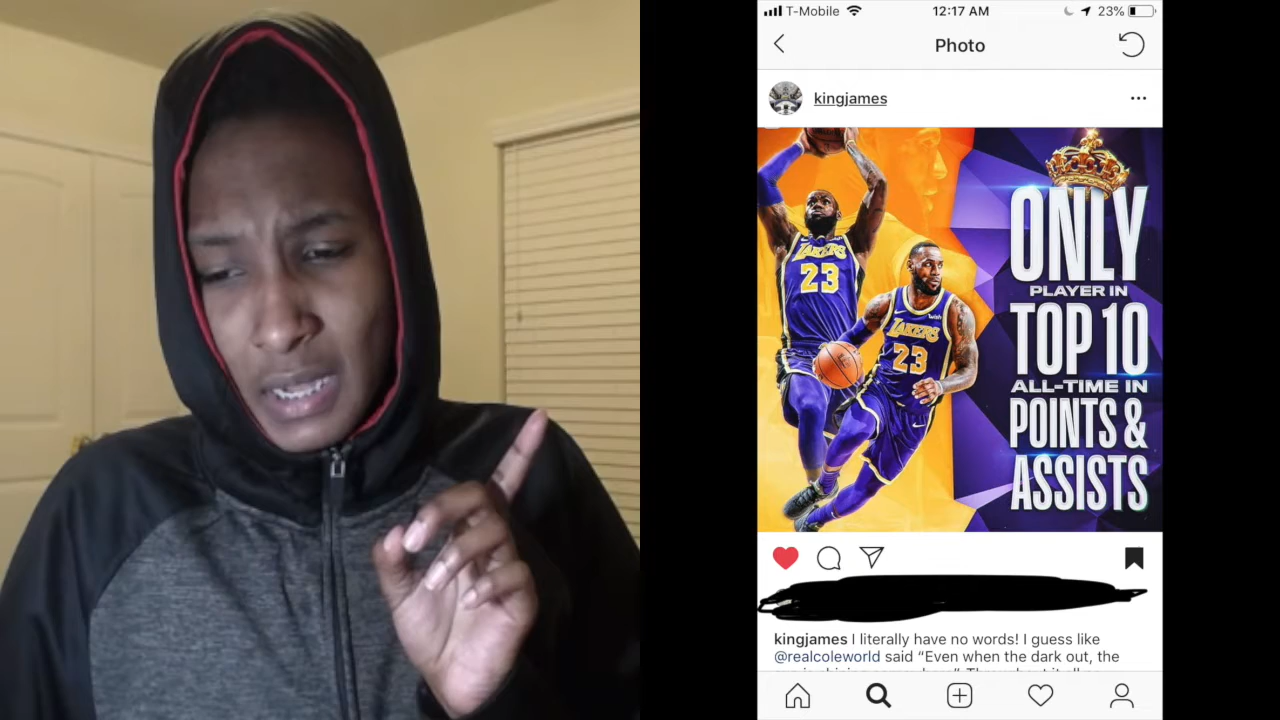 T-Mobile 12:17 AM 23%
Photo
kingjames
ONLY
PLAYER IN
TOP 10
ALL-TIME IN
POINTS &
ASSISTS
LAKERS
23
wish
LAKERS
23
kingjames I literally have no words! I guess like
@realcoleworld said “Even when the dark out, the